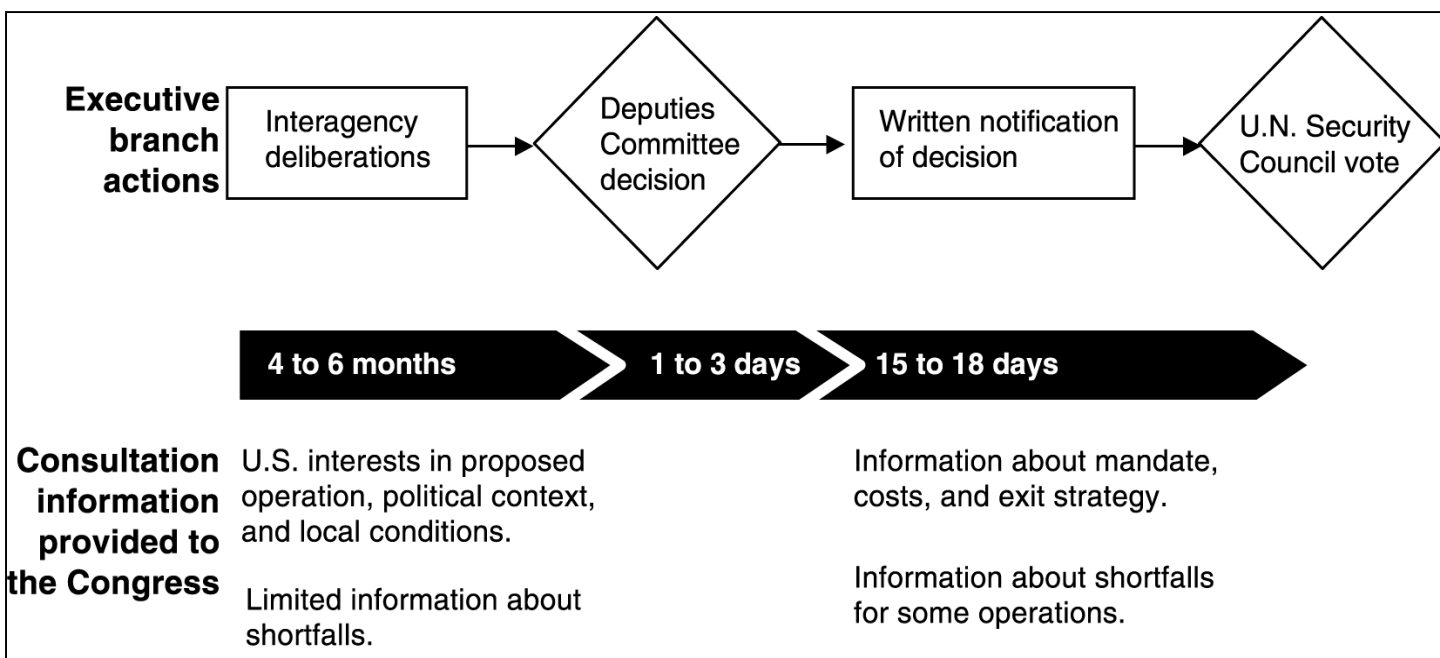 Executive
branch
actions
Interagency
deliberations
Deputies
Committee
decision
Written notification
of decision
U.N. Security
Council vote
4 to 6 months
1 to 3 days
15 to 18 days
Consultation
information
provided to
the Congress
U.S. interests in proposed
operation, political context,
and local conditions.
Limited information about
shortfalls.
Information about mandate,
costs, and exit strategy.
Information about shortfalls
for some operations.